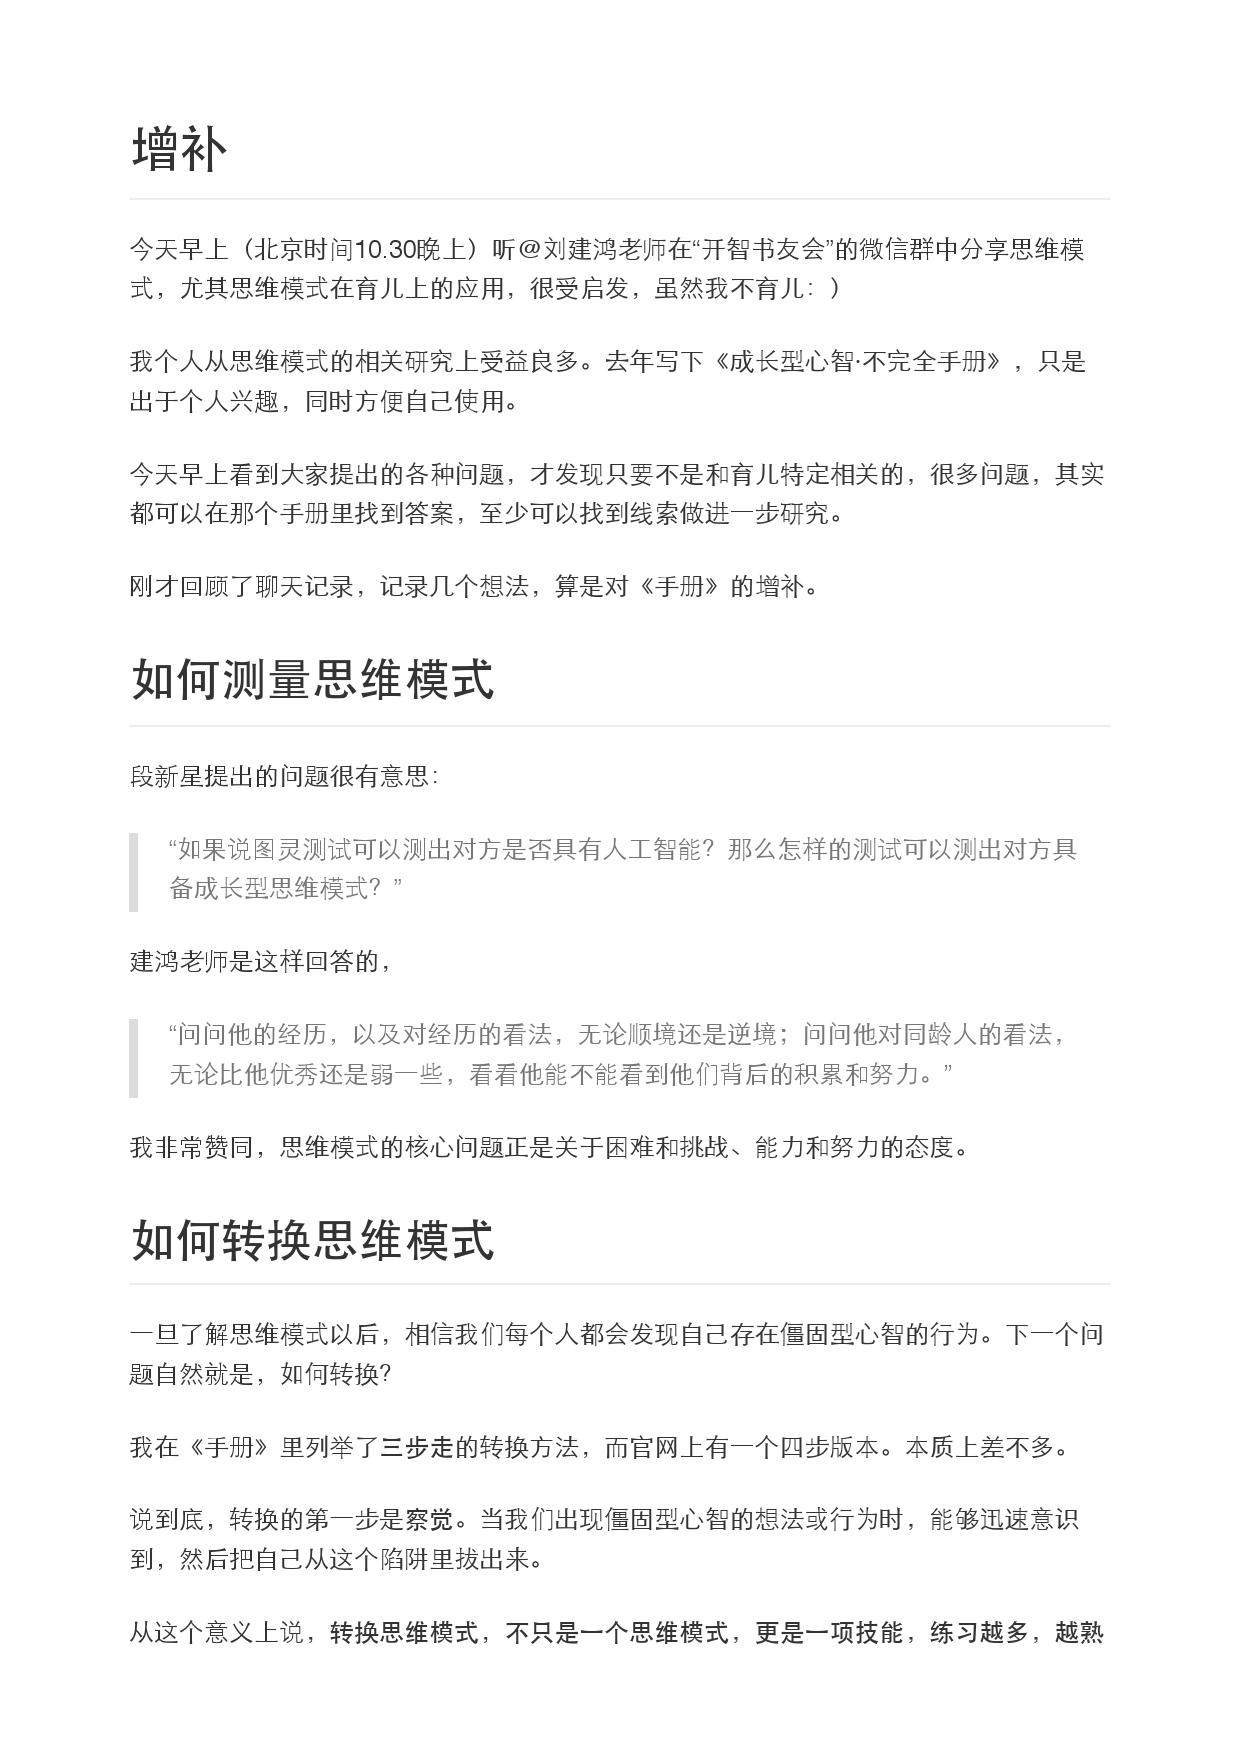 增补
今天早上（北京时间10.30晚上）听@刘建鸿老师在“开智书友会”的微信群中分享思维模
式，尤其思维模式在育儿上的应用，很受启发，虽然我不育儿：）
我个人从思维模式的相关研究上受益良多。去年写下《成长型心智·不完全手册》，只是
出于个人兴趣，同时方便自己使用。
今天早上看到大家提出的各种问题，才发现只要不是和育儿特定相关的，很多问题，其实
都可以在那个手册里找到答案，至少可以找到线索做进一步研究。
刚才回顾了聊天记录，记录几个想法，算是对《手册》的增补。
如何测量思维模式
段新星提出的问题很有意思：
“如果说图灵测试可以测出对方是否具有人工智能？那么怎样的测试可以测出对方具
备成长型思维模式？”
建鸿老师是这样回答的，
“问问他的经历，以及对经历的看法，无论顺境还是逆境；问问他对同龄人的看法，
无论比他优秀还是弱一些，看看他能不能看到他们背后的积累和努力。”
我非常赞同，思维模式的核心问题正是关于困难和挑战、能力和努力的态度。
如何转换思维模式
一旦了解思维模式以后，相信我们每个人都会发现自己存在僵固型心智的行为。下一个问
题自然就是，如何转换？
我在《手册》里列举了三步走的转换方法，而官网上有一个四步版本。本质上差不多。
说到底，转换的第一步是察觉。当我们出现僵固型心智的想法或行为时，能够迅速意识
到，然后把自己从这个陷阱里拔出来。
从这个意义上说，转换思维模式，不只是一个思维模式，更是一项技能，练习越多，越熟